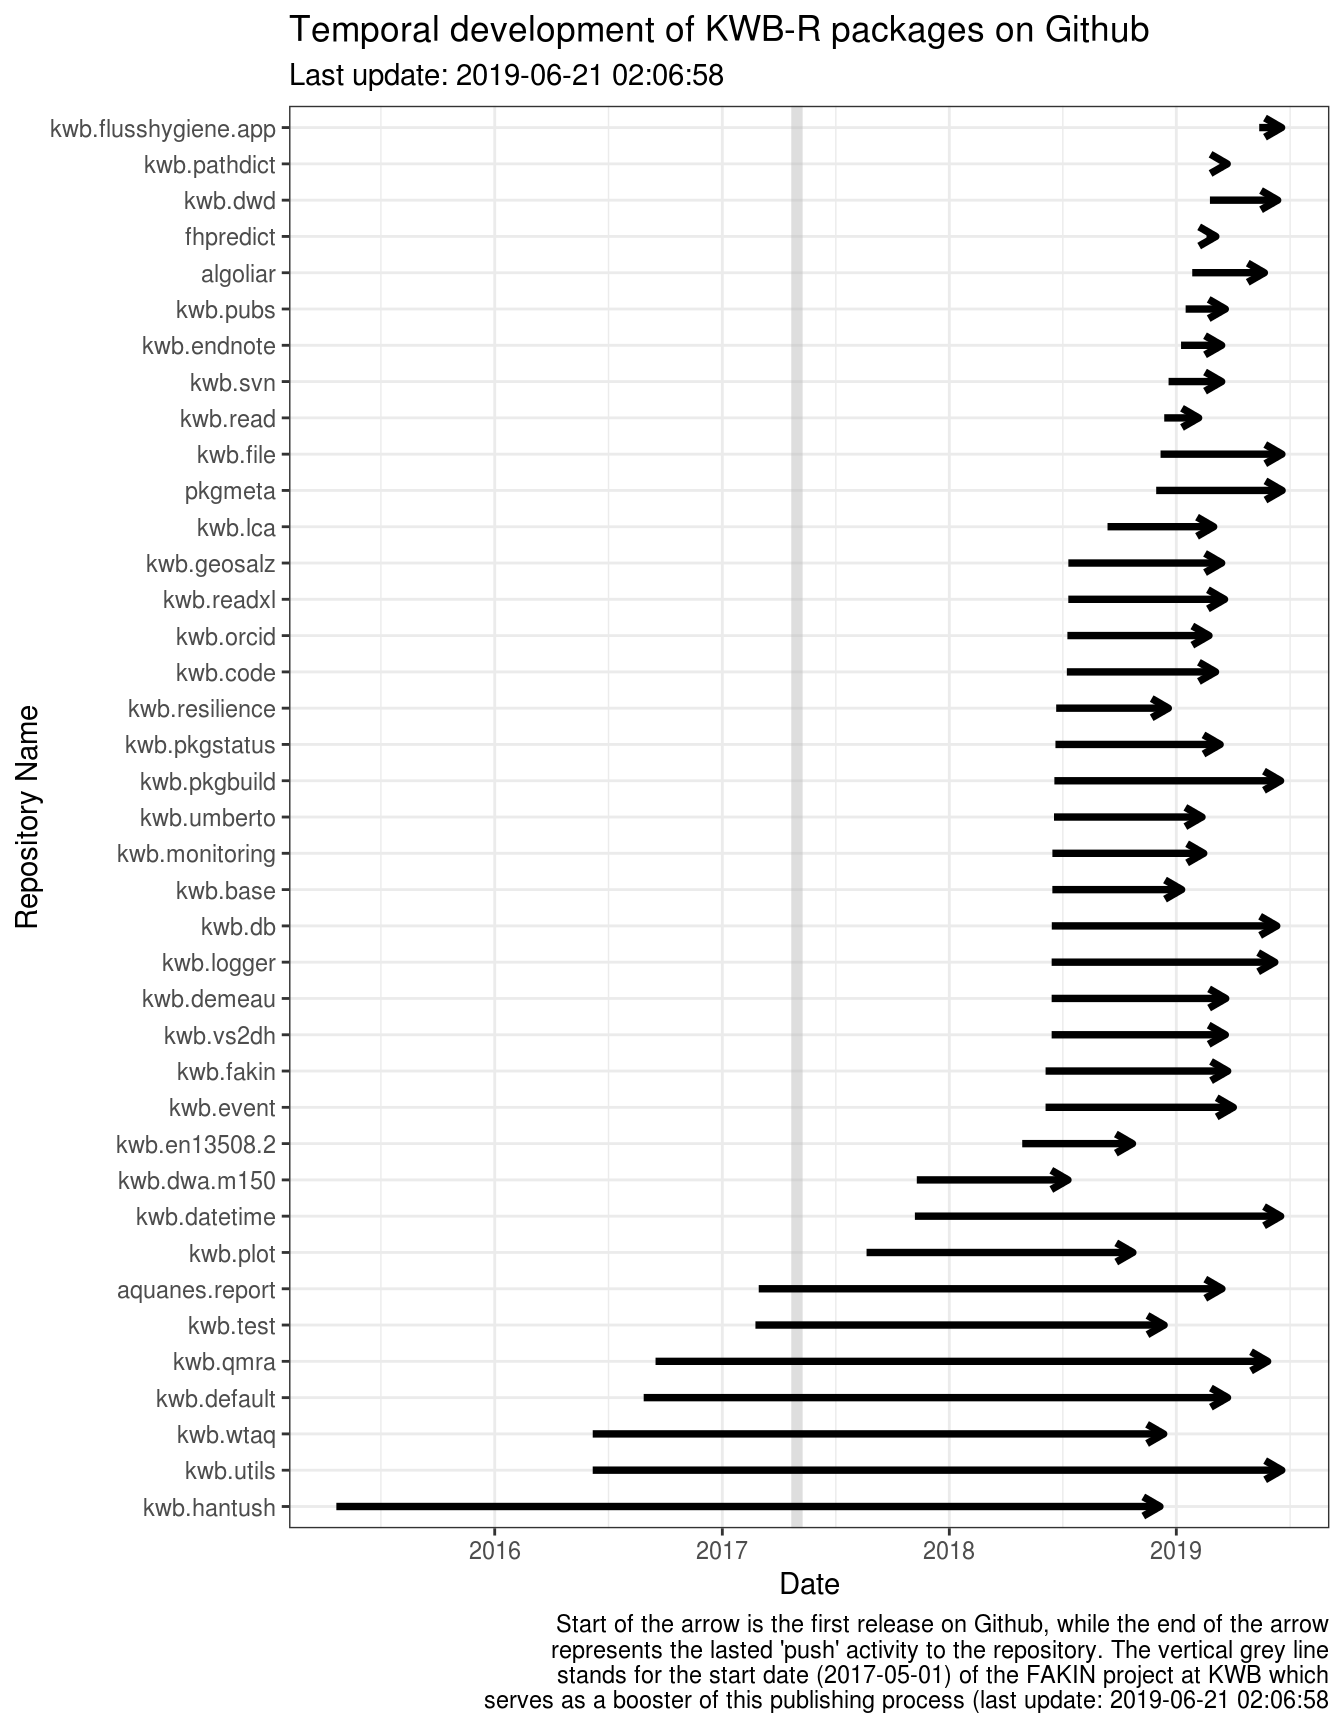 Temporal development of KWB-R packages on Github
Last update: 2019-06-21 02:06:58
kwb.flusshygiene.app
kwb.pathdict
kwb.dwd
fhpredict
algoliar
kwb.pubs
kwb.endnote
kwb.svn
kwb.read
kwb.file
pkgmeta
kwb.lca
kwb.geosalz
kwb.readxl
kwb.orcid
kwb.code
kwb.resilience
kwb.pkgstatus
kwb.pkgbuild
kwb.umberto
kwb.monitoring
kwb.base
kwb.db
kwb.logger
kwb.demeau
kwb.vs2dh
kwb.fakin
kwb.event
kwb.en13508.2
kwb.dwa.m150
kwb.datetime
kwb.plot
aquanes.report
kwb.test
kwb.qmra
kwb.default
kwb.wtaq
kwb.utils
kwb.hantush
Repository Name
2016 2017 2018 2019
Date
Start of the arrow is the first release on Github, while the end of the arrow
represents the lasted 'push' activity to the repository. The vertical grey line
stands for the start date (2017-05-01) of the FAKIN project at KWB which
serves as a booster of this publishing process (last update: 2019-06-21 02:06:58